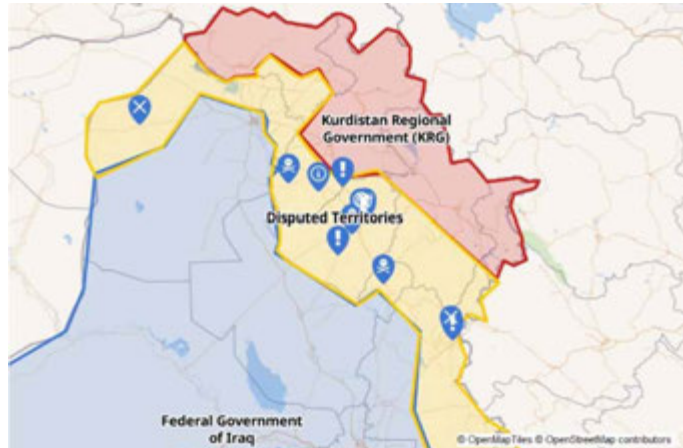 Kurdistan Regional
Government (KRG)
Disputed Territories
Federal Government
of Iraq
© OpenMapTiles © OpenStreetMap contributors